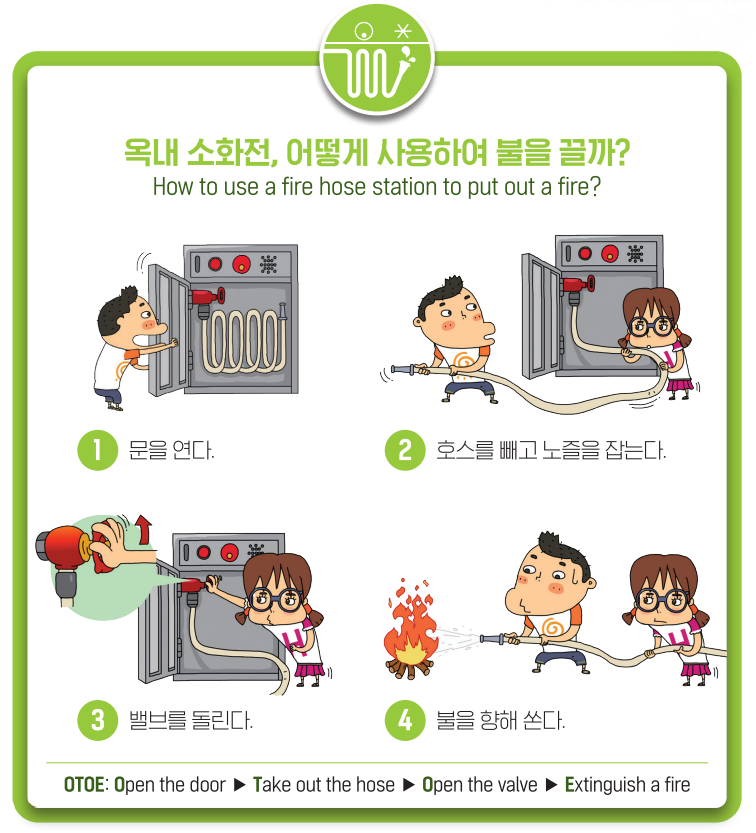 옥내 소화전, 어떻게 사용하여 불을 끌까?
How to use a fire hose station to put out a fire?
1 문을 연다.
2 호스를 빼고 노즐을 잡는다.
3 밸브를 돌린다.
4 불을 향해 쏜다.
OTOE: Open the door ▶ Take out the hose ▶ Open the valve ▶ Extinguish a fire